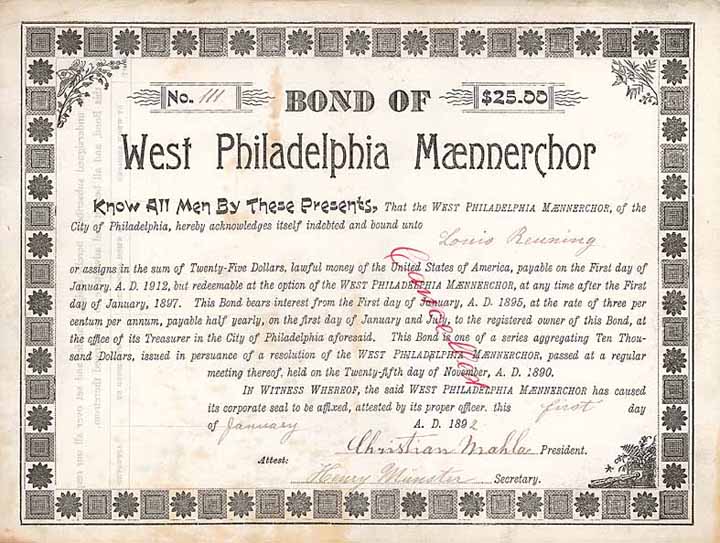 No. 111 BOND OF $25.00
West Philadelphia Mænnerchor
Know All Men By These Presents, That the WEST PHILADELPHIA MÆNNERCHOR, of the
City of Philadelphia, hereby acknowledges itself indebted and bound unto
Louis Reuning
or assigns in the sum of Twenty-Five Dollars, lawful money of the United States of America, payable on the First day of
January. A. D. 1912, but redeemable at the option of the WEST PHILADELPHIA MÆNNERCHOR, at any time after the First
day of January, 1897. This Bond bears interest from the First day of January, A. D. 1895, at the rate of three per
centum per annum, payable half yearly, on the first day of January and July, to the registered owner of this Bond, at
the office of its Treasurer in the City of Philadelphia aforesaid. This Bond is one of a series aggregating Ten Thou-
sand Dollars, issued in persuance of a resolution of the WEST PHILADELPHIA MÆNNERCHOR, passed at a regular
meeting thereof, held on the Twenty-fifth day of November, A. D. 1890.
IN WITNESS WHEREOF, the said WEST PHILADELPHIA MÆNNERCHOR has caused
its corporate seal to be affixed, attested by its proper officer. this first day
of January A. D. 1892
Christian Mahla President.
Attest:
Henry Münster Secretary.
Cancelled